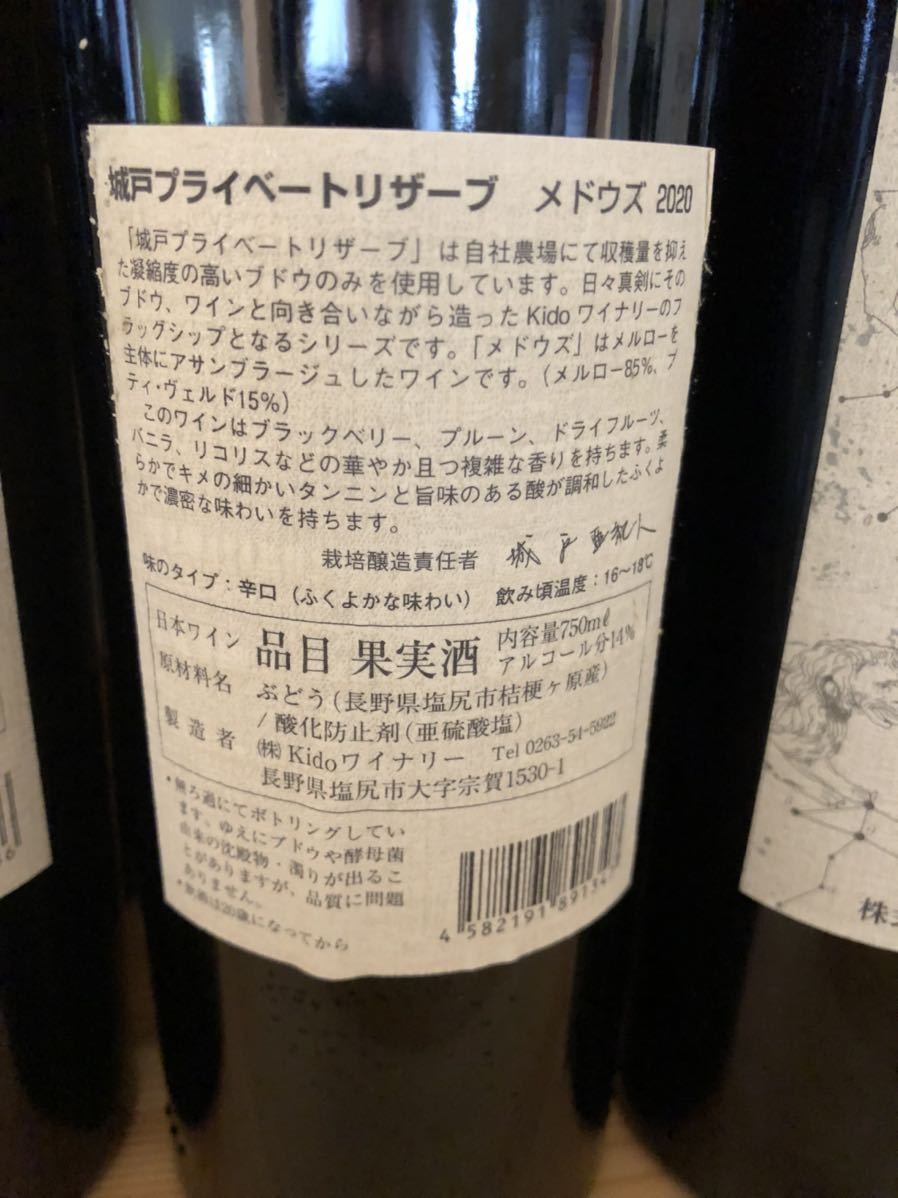 城戸プライベートリザーブ　メドウズ 2020
「城戸プライベートリザーブ」は自社農場にて収穫量を抑え
た凝縮度の高いブドウのみを使用しています。日々真剣にその
ブドウ、ワインと向き合いながら造った Kido ワイナリーのフ
ラッグシップとなるシリーズです。「メドウズ」はメルローを
主体にアサンブラージュしたワインです。（メルロー85%、プ
ティ・ヴェルド15%）
このワインはブラックベリー、プルーン、ドライフルーツ、
バニラ、リコリスなどの華やか且つ複雑な香りを持ちます。柔
らかでキメの細かいタンニンと旨味のある酸が調和したふくよ
かで濃密な味わいを持ちます。
栽培醸造責任者　城戸亜紀人
味のタイプ：辛口（ふくよかな味わい）　飲み頃温度：16～18℃
日本ワイン　品目 果実酒　内容量750mℓ
アルコール分14%
原材料名　ぶどう（長野県塩尻市桔梗ヶ原産）
/ 酸化防止剤（亜硫酸塩）
製造者　㈱Kidoワイナリー　Tel 0263-54-5922
長野県塩尻市大字宗賀1530-1
・無ろ過にてボトリングしてい
ます。ゆえにブドウや酵母菌
由来の沈殿物・濁りが出るこ
とがありますが、品質に問題
ありません。
・飲酒は20歳になってから
4 582191 89134
株